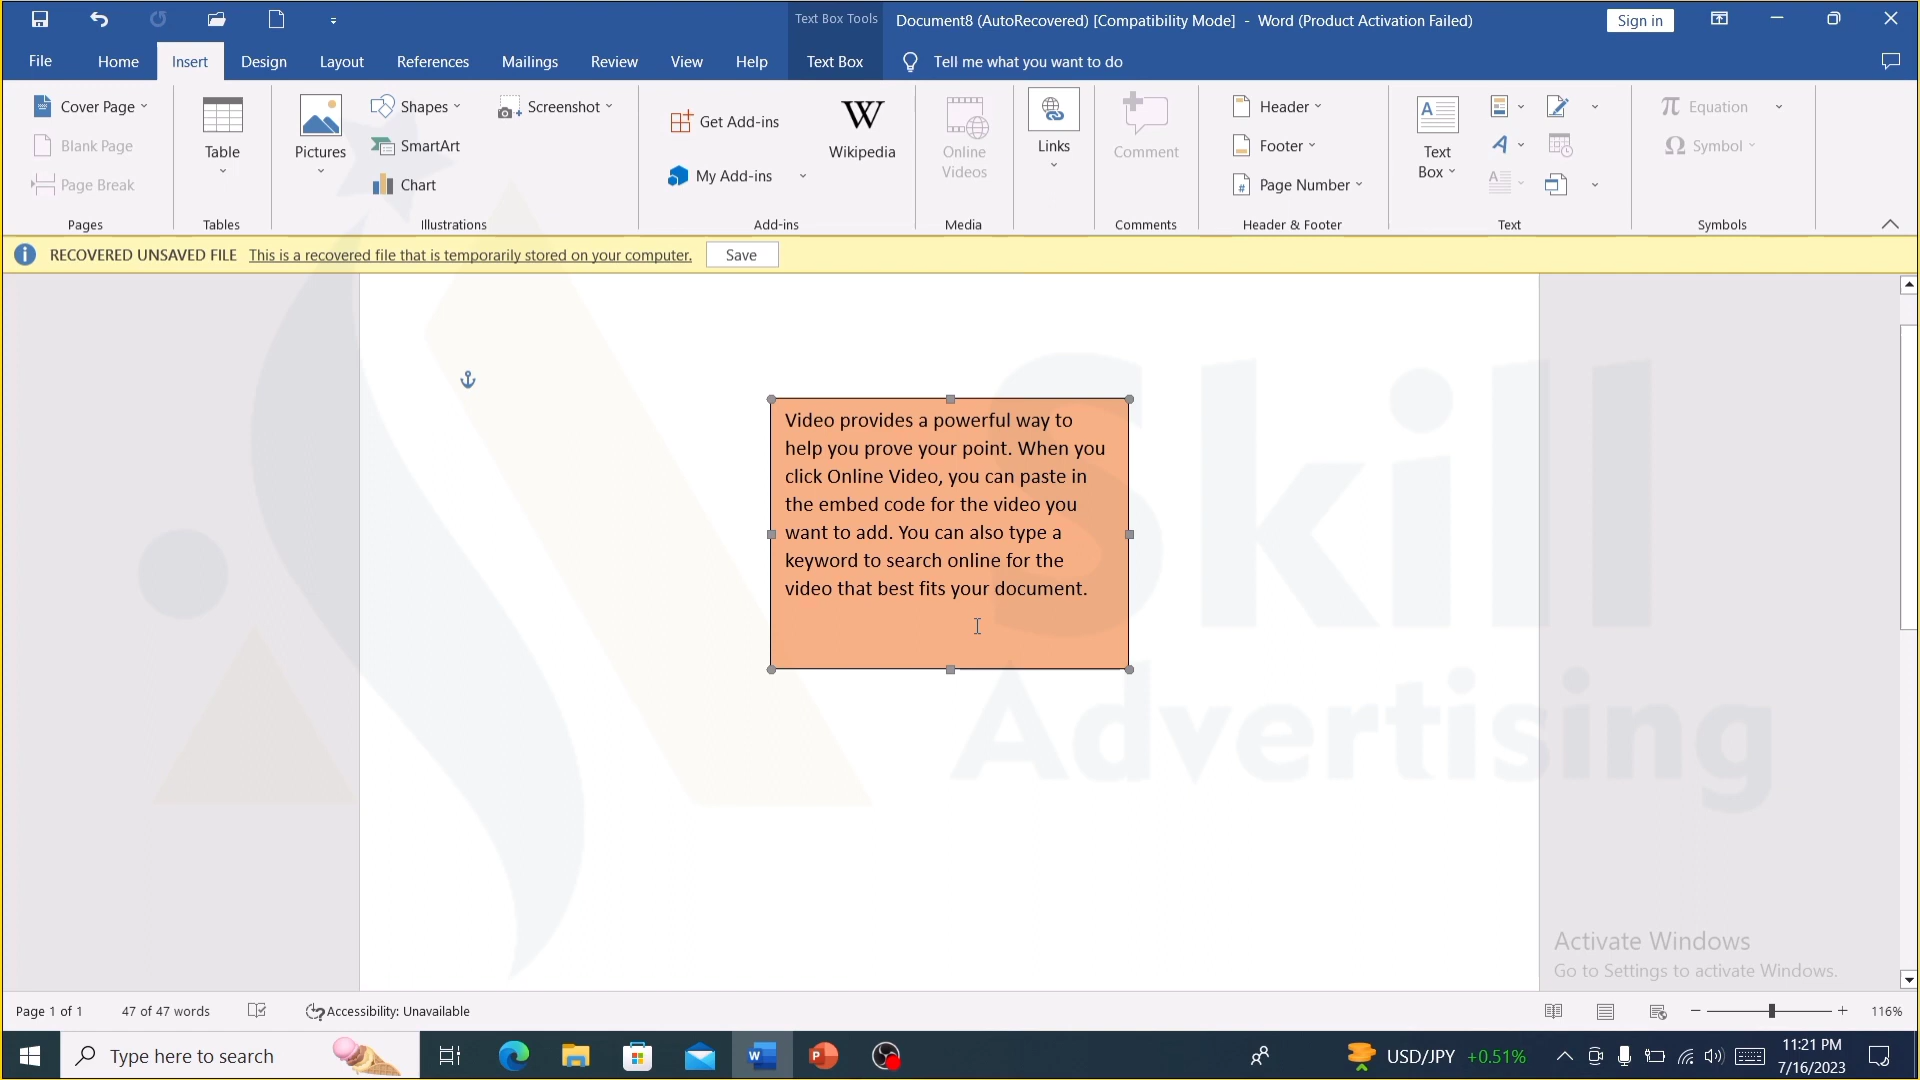 Text Box Tools
Document8 (AutoRecovered) [Compatibility Mode] - Word (Product Activation Failed)
Sign in
File Home Insert Design Layout References Mailings Review View Help Text Box Tell me what you want to do
Cover Page
Blank Page
Page Break
Pages
Table
Tables
Pictures
Shapes
SmartArt
Chart
Screenshot
Illustrations
Get Add-ins
My Add-ins
W
Wikipedia
Add-ins
Online
Videos
Media
Links
Comment
Comments
Header
Footer
Page Number
Header & Footer
Text
Box
Text
Equation
Symbol
Symbols
RECOVERED UNSAVED FILE This is a recovered file that is temporarily stored on your computer. Save
Video provides a powerful way to
help you prove your point. When you
click Online Video, you can paste in
the embed code for the video you
want to add. You can also type a
keyword to search online for the
video that best fits your document.
Skill
Advertising
Activate Windows
Go to Settings to activate Windows.
Page 1 of 1 47 of 47 words Accessibility: Unavailable 116%
Type here to search
USD/JPY +0.51%
11:21 PM
7/16/2023